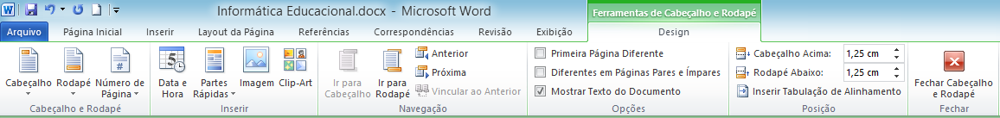 Informática Educacional.docx - Microsoft Word
Ferramentas de Cabeçalho e Rodapé
Arquivo Página Inicial Inserir Layout da Página Referências Correspondências Revisão Exibição Design
Cabeçalho
Rodapé
Número de
Página
Cabeçalho e Rodapé
Data e
Hora
Partes
Rápidas
Imagem
Clip-Art
Inserir
Ir para
Cabeçalho
Ir para
Rodapé
Anterior
Próxima
Vincular ao Anterior
Navegação
Primeira Página Diferente
Diferentes em Páginas Pares e Ímpares
Mostrar Texto do Documento
Opções
Cabeçalho Acima: 1,25 cm
Rodapé Abaixo: 1,25 cm
Inserir Tabulação de Alinhamento
Posição
Fechar Cabeçalho
e Rodapé
Fechar